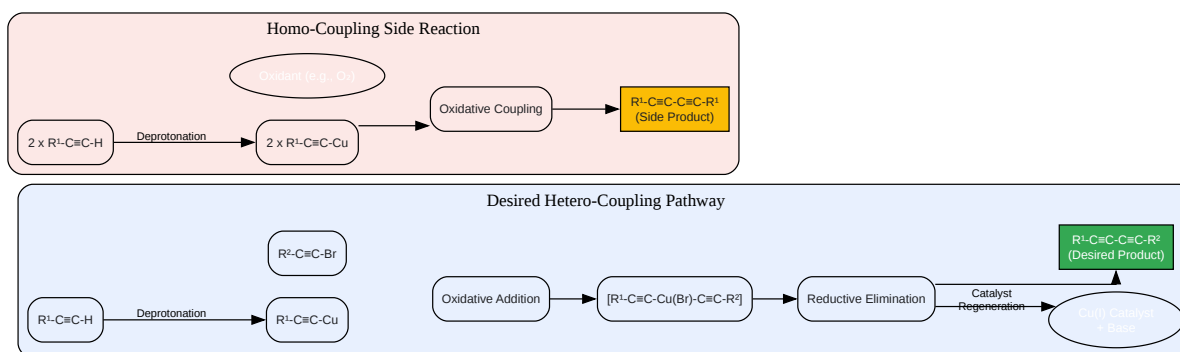 Homo-Coupling Side Reaction
Oxidant (e.g., O₂)
Oxidative Coupling
R¹-C≡C-C≡C-R¹
(Side Product)
2 x R¹-C≡C-H
Deprotonation
2 x R¹-C≡C-Cu
Desired Hetero-Coupling Pathway
R²-C≡C-Br
R¹-C≡C-C≡C-R²
(Desired Product)
R¹-C≡C-H
Deprotonation
R¹-C≡C-Cu
Oxidative Addition
[R¹-C≡C-Cu(Br)-C≡C-R²]
Reductive Elimination
Catalyst
Regeneration
Cu(I) Catalyst
+ Base